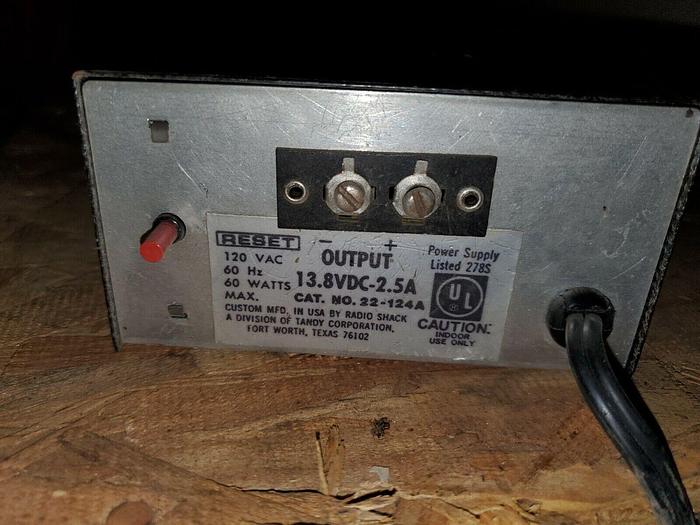 RESET
- +
OUTPUT
13.8VDC-2.5A
CAT. NO. 22-124A
120 VAC
60 Hz
60 WATTS
MAX.
Power Supply
Listed 278S
UL
CAUTION:
INDOOR
USE ONLY
CUSTOM MFD. IN USA BY RADIO SHACK
A DIVISION OF TANDY CORPORATION.
FORT WORTH, TEXAS 76102